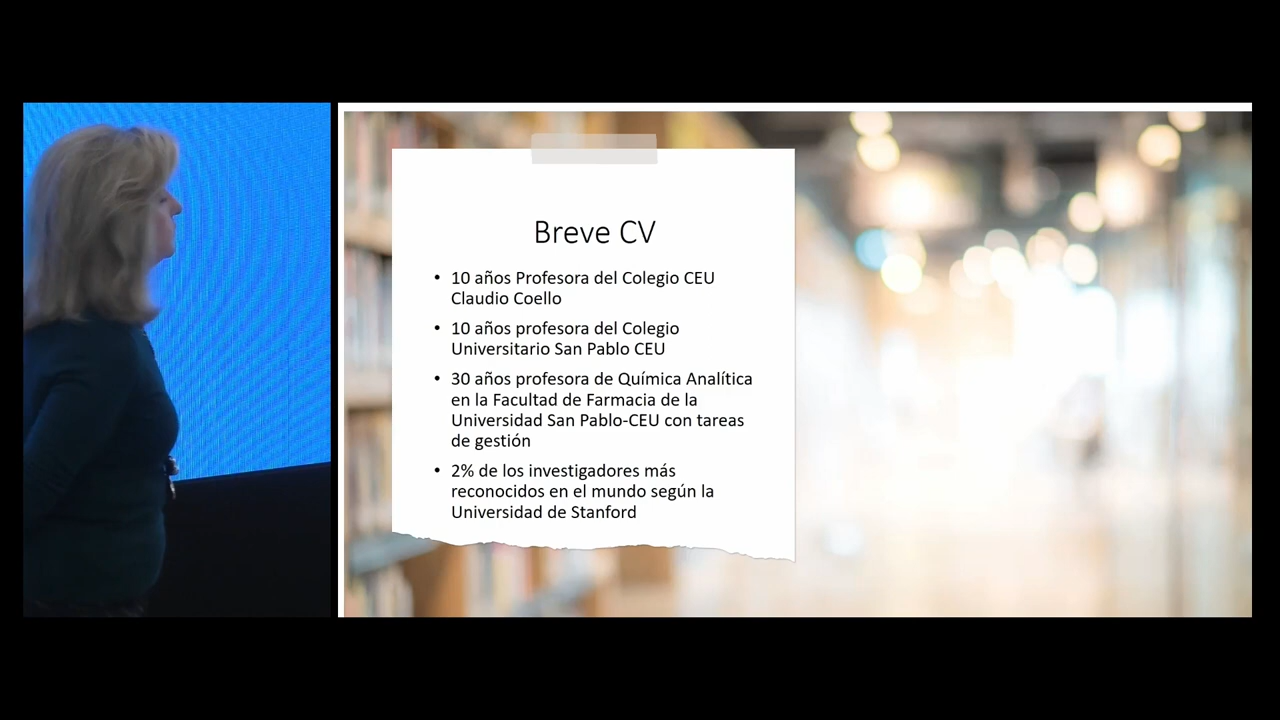 Breve CV
• 10 años Profesora del Colegio CEU
Claudio Coello
• 10 años profesora del Colegio
Universitario San Pablo CEU
• 30 años profesora de Química Analítica
en la Facultad de Farmacia de la
Universidad San Pablo-CEU con tareas
de gestión
• 2% de los investigadores más
reconocidos en el mundo según la
Universidad de Stanford